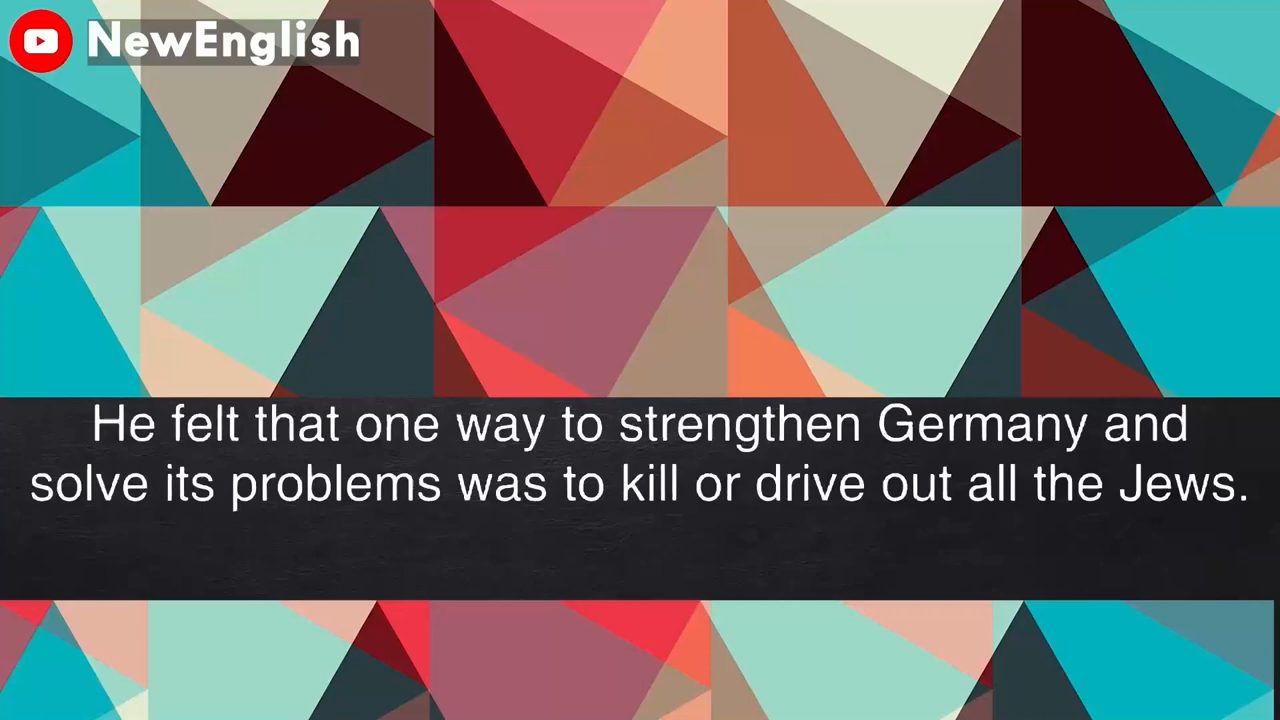 NewEnglish
He felt that one way to strengthen Germany and
solve its problems was to kill or drive out all the Jews.